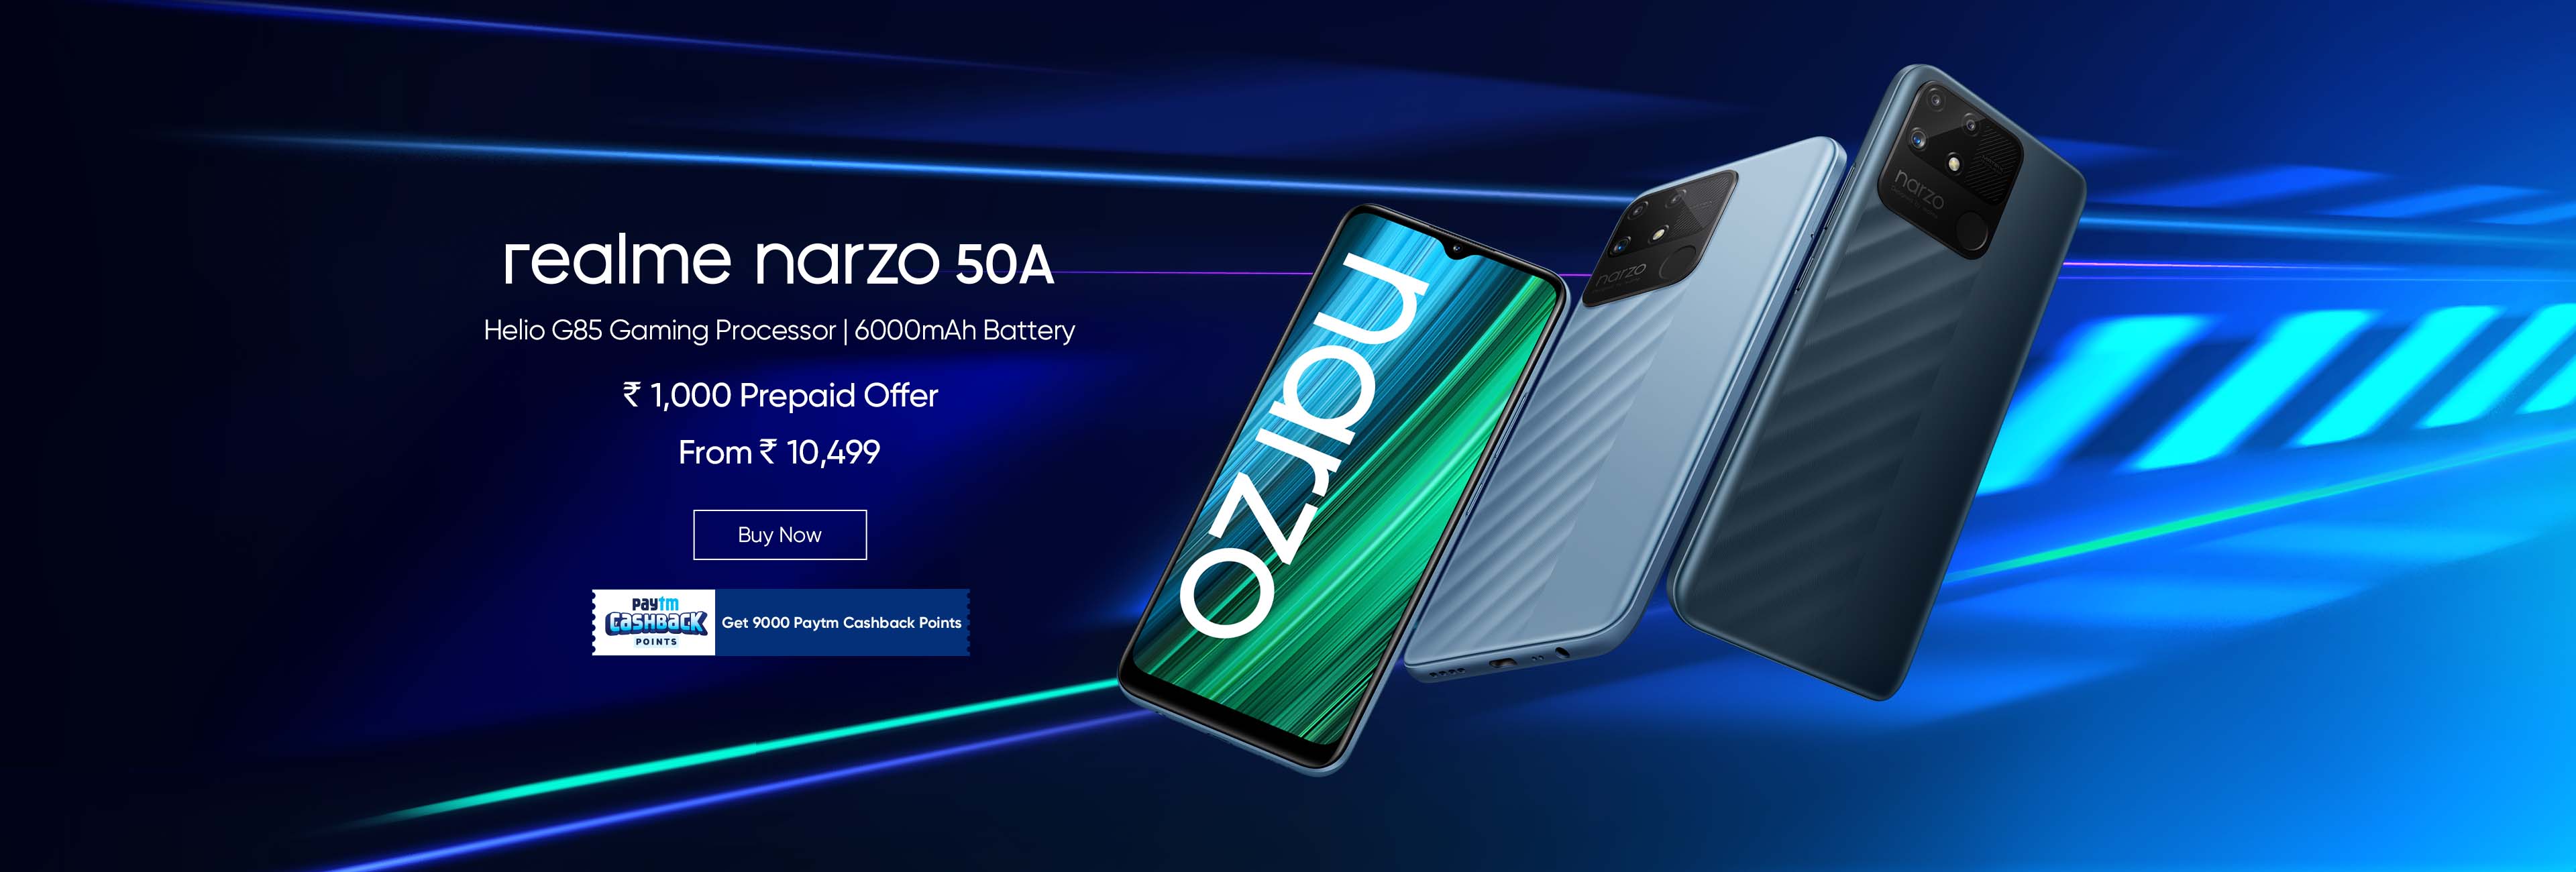 realme narzo 50A
Helio G85 Gaming Processor | 6000mAh Battery
₹ 1,000 Prepaid Offer
From ₹ 10,499
Buy Now
paytm
CASHBACK
POINTS
Get 9000 Paytm Cashback Points
narzo
narzo
narzo